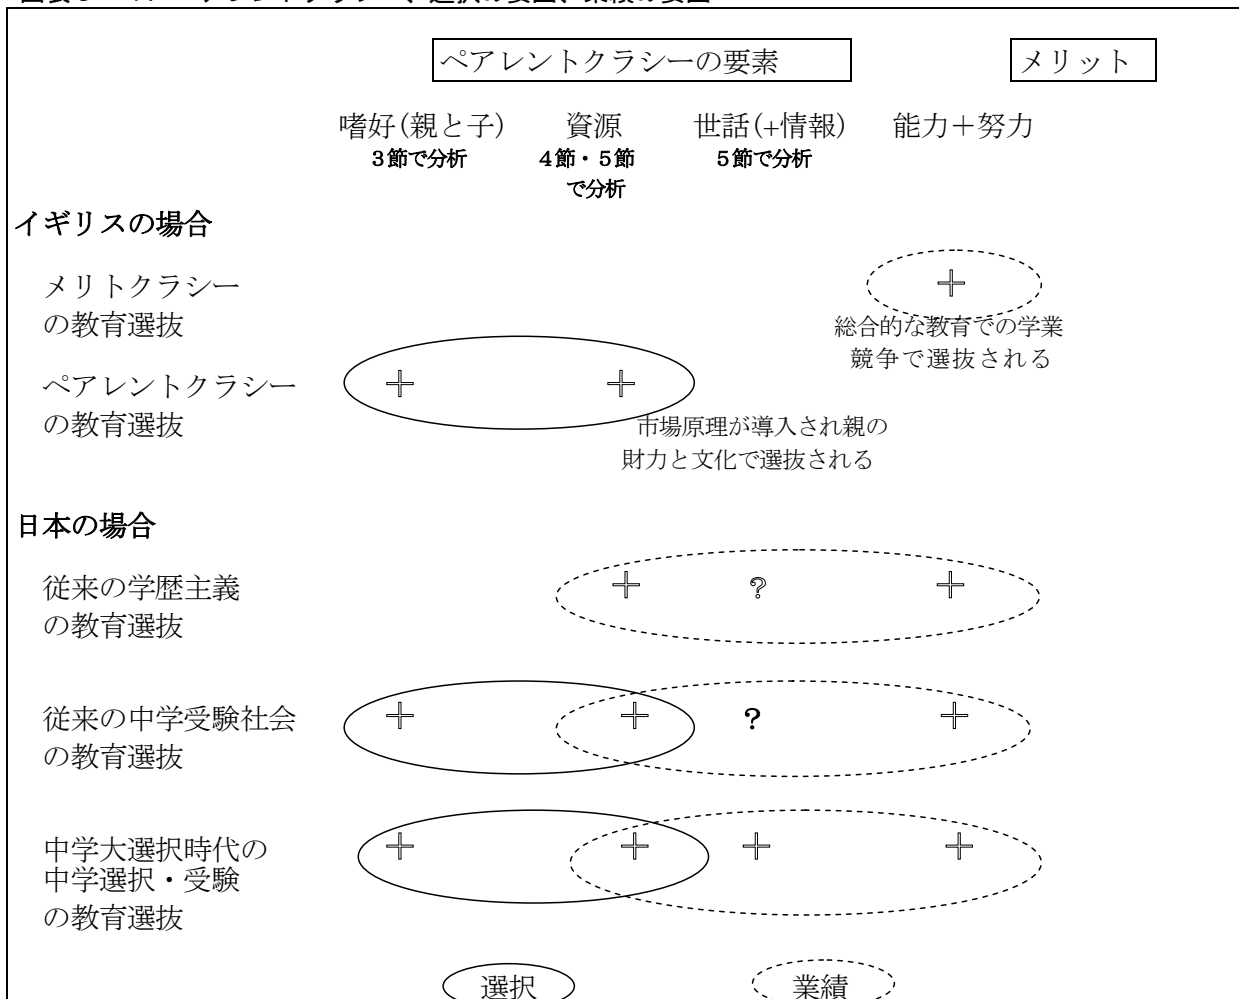 ペアレントクラシーの要素 メリット
嗜好(親と子) 資源 世話(+情報) 能力＋努力
３節で分析 ４節・５節 ５節で分析
で分析
イギリスの場合
メリトクラシー ＋
の教育選抜 総合的な教育での学業
競争で選抜される
ペアレントクラシー ＋ ＋
の教育選抜 市場原理が導入され親の
財力と文化で選抜される
日本の場合
従来の学歴主義 ＋ ？ ＋
の教育選抜
従来の中学受験社会 ＋ ＋ ？ ＋
の教育選抜
中学大選択時代の ＋ ＋ ＋ ＋
中学選択・受験
の教育選抜
選択 業績